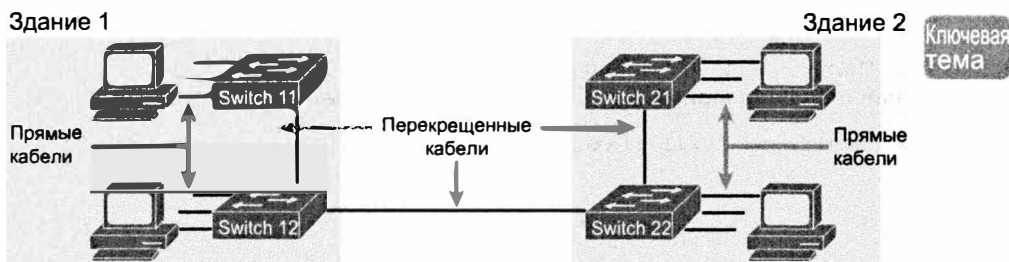 Здание 1
Здание 2
Ключевая
тема
Switch 11
Switch 21
Прямые
кабели
Перекрещенные
кабели
Прямые
кабели
Switch 12
Switch 22